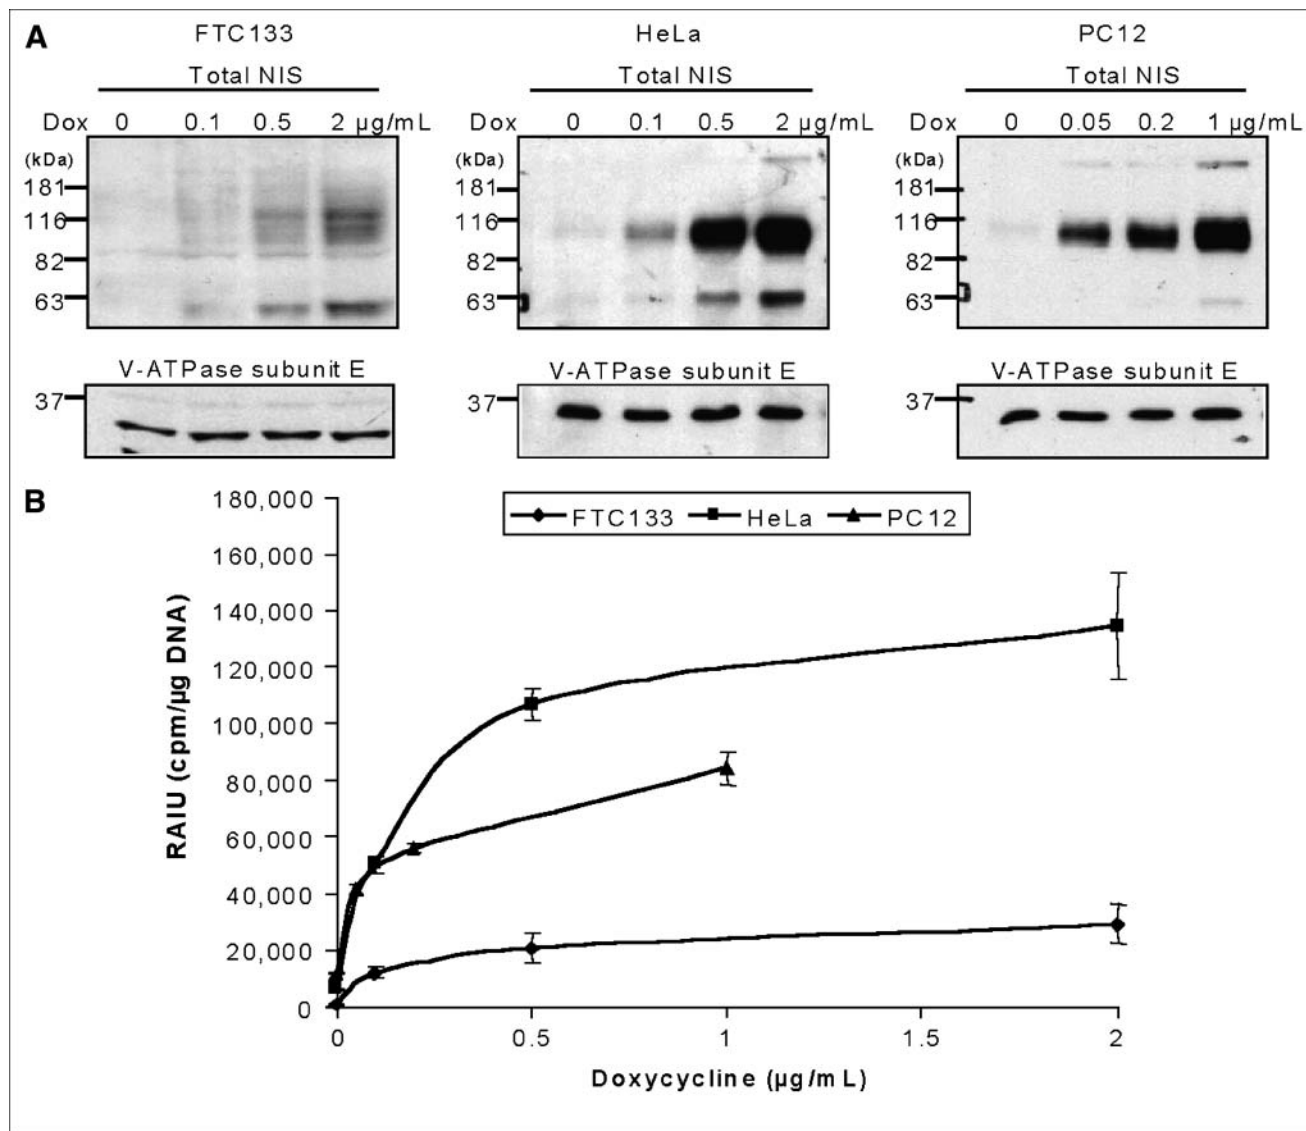 A
FTC133
HeLa
PC12
Total NIS
Total NIS
Total NIS
Dox 0 0.1 0.5 2 µg/mL
Dox 0 0.1 0.5 2 µg/mL
Dox 0 0.05 0.2 1 µg/mL
(kDa)
181
116
82
63
(kDa)
181
116
82
63
(kDa)
181
116
82
63
V-ATPase subunit E
37
V-ATPase subunit E
37
V-ATPase subunit E
37
B
FTC133 HeLa PC12
180,000
160,000
140,000
120,000
100,000
80,000
60,000
40,000
20,000
0
RAIU (cpm/µg DNA)
0 0.5 1 1.5 2
Doxycycline (µg/mL)